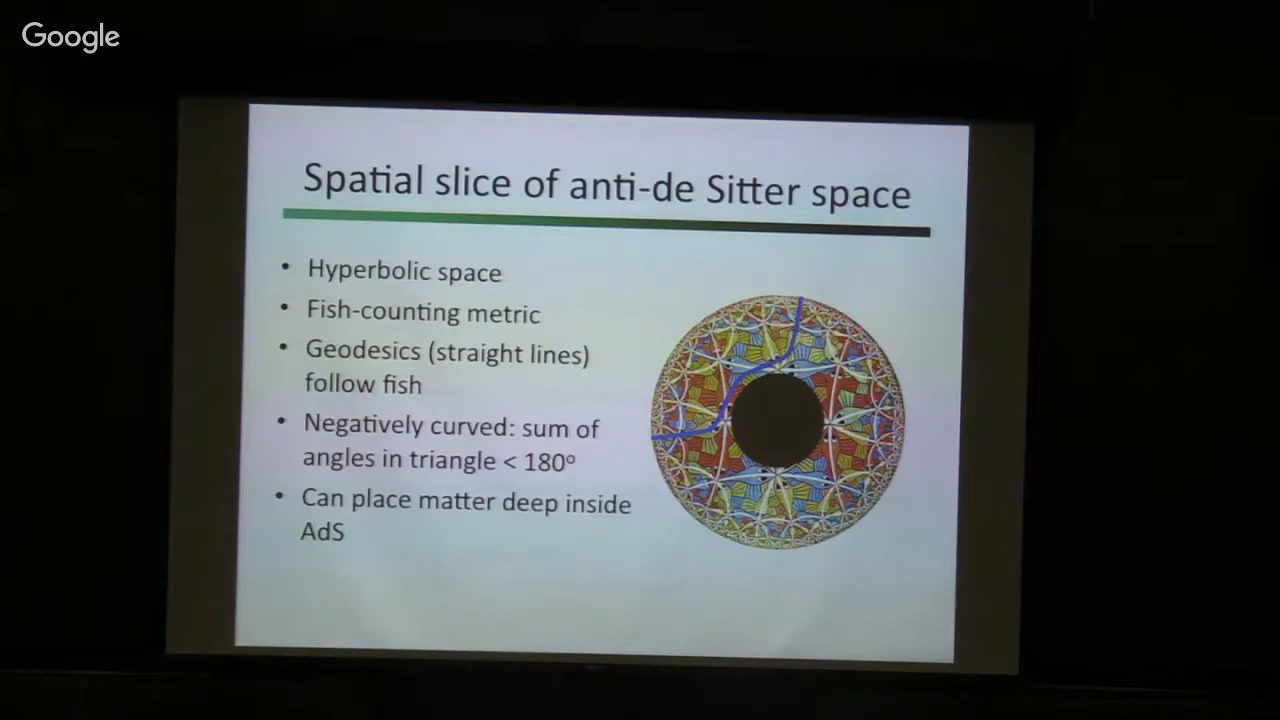 Google
Spatial slice of anti-de Sitter space
• Hyperbolic space
• Fish-counting metric
• Geodesics (straight lines)
follow fish
• Negatively curved: sum of
angles in triangle < 180º
• Can place matter deep inside
AdS